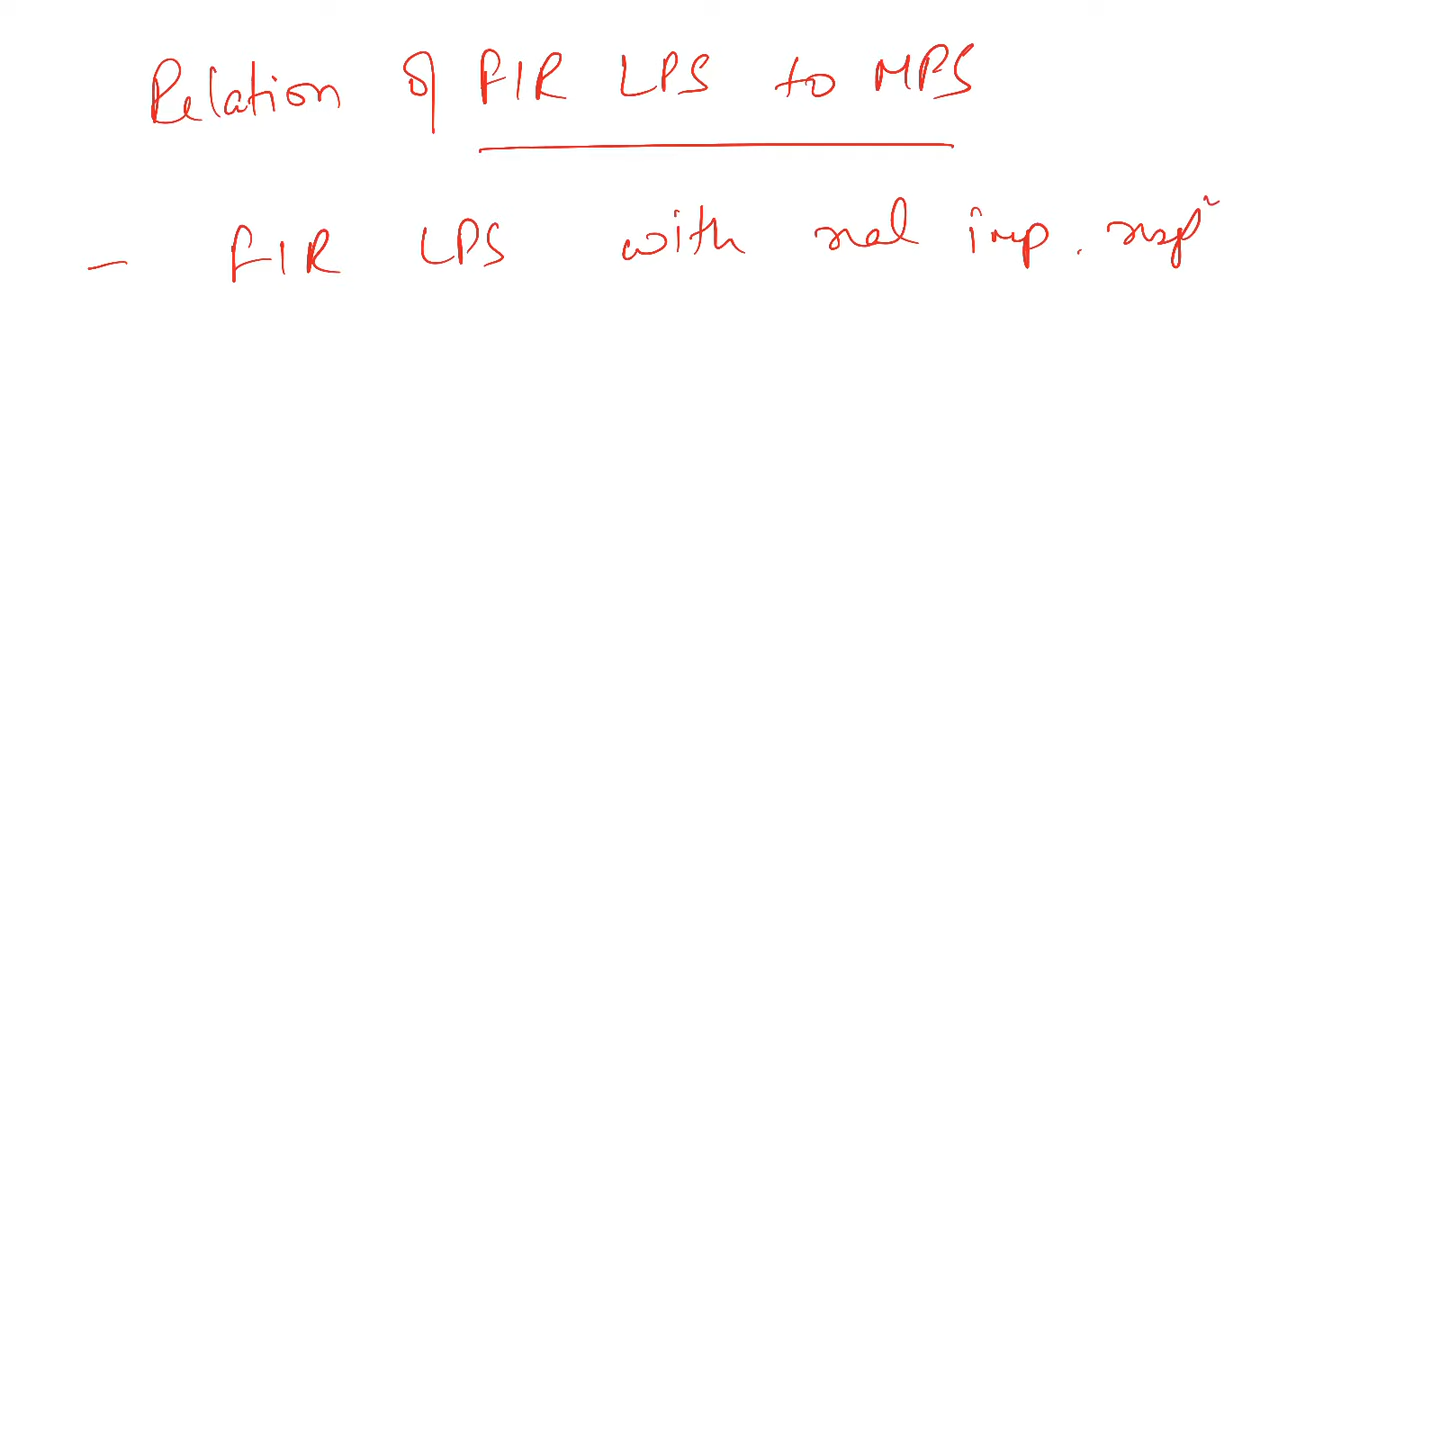 Relation of FIR LPS to MPS
- FIR LPS with real imp. resp